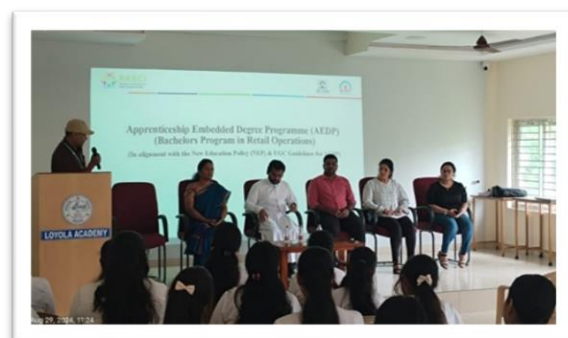 Apprenticeship Embedded Degree Programme (AEDP)
(Bachelors Program in Retail Operations)
(In alignment with the New Education Policy (NEP) & UGC Guidelines for
LOYOLA ACADEMY
Aug 29, 2024, 11:24